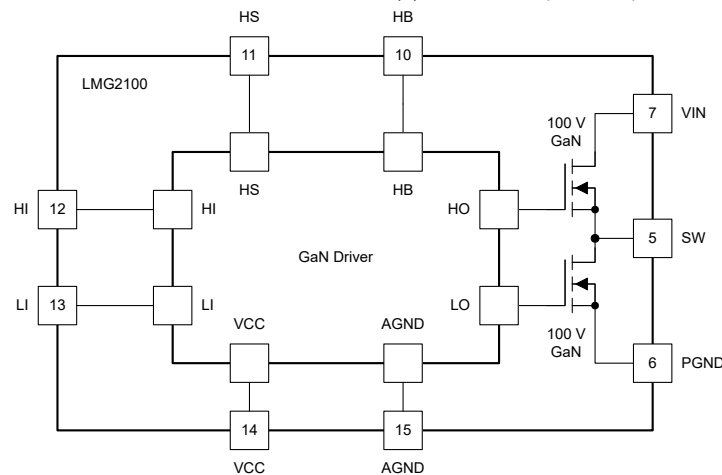 HS
HB
11
10
LMG2100
7
VIN
100 V
GaN
HS
HB
HI
12
HI
HO
5
SW
GaN Driver
LI
13
LI
LO
VCC
AGND
100 V
GaN
6
PGND
14
15
VCC
AGND